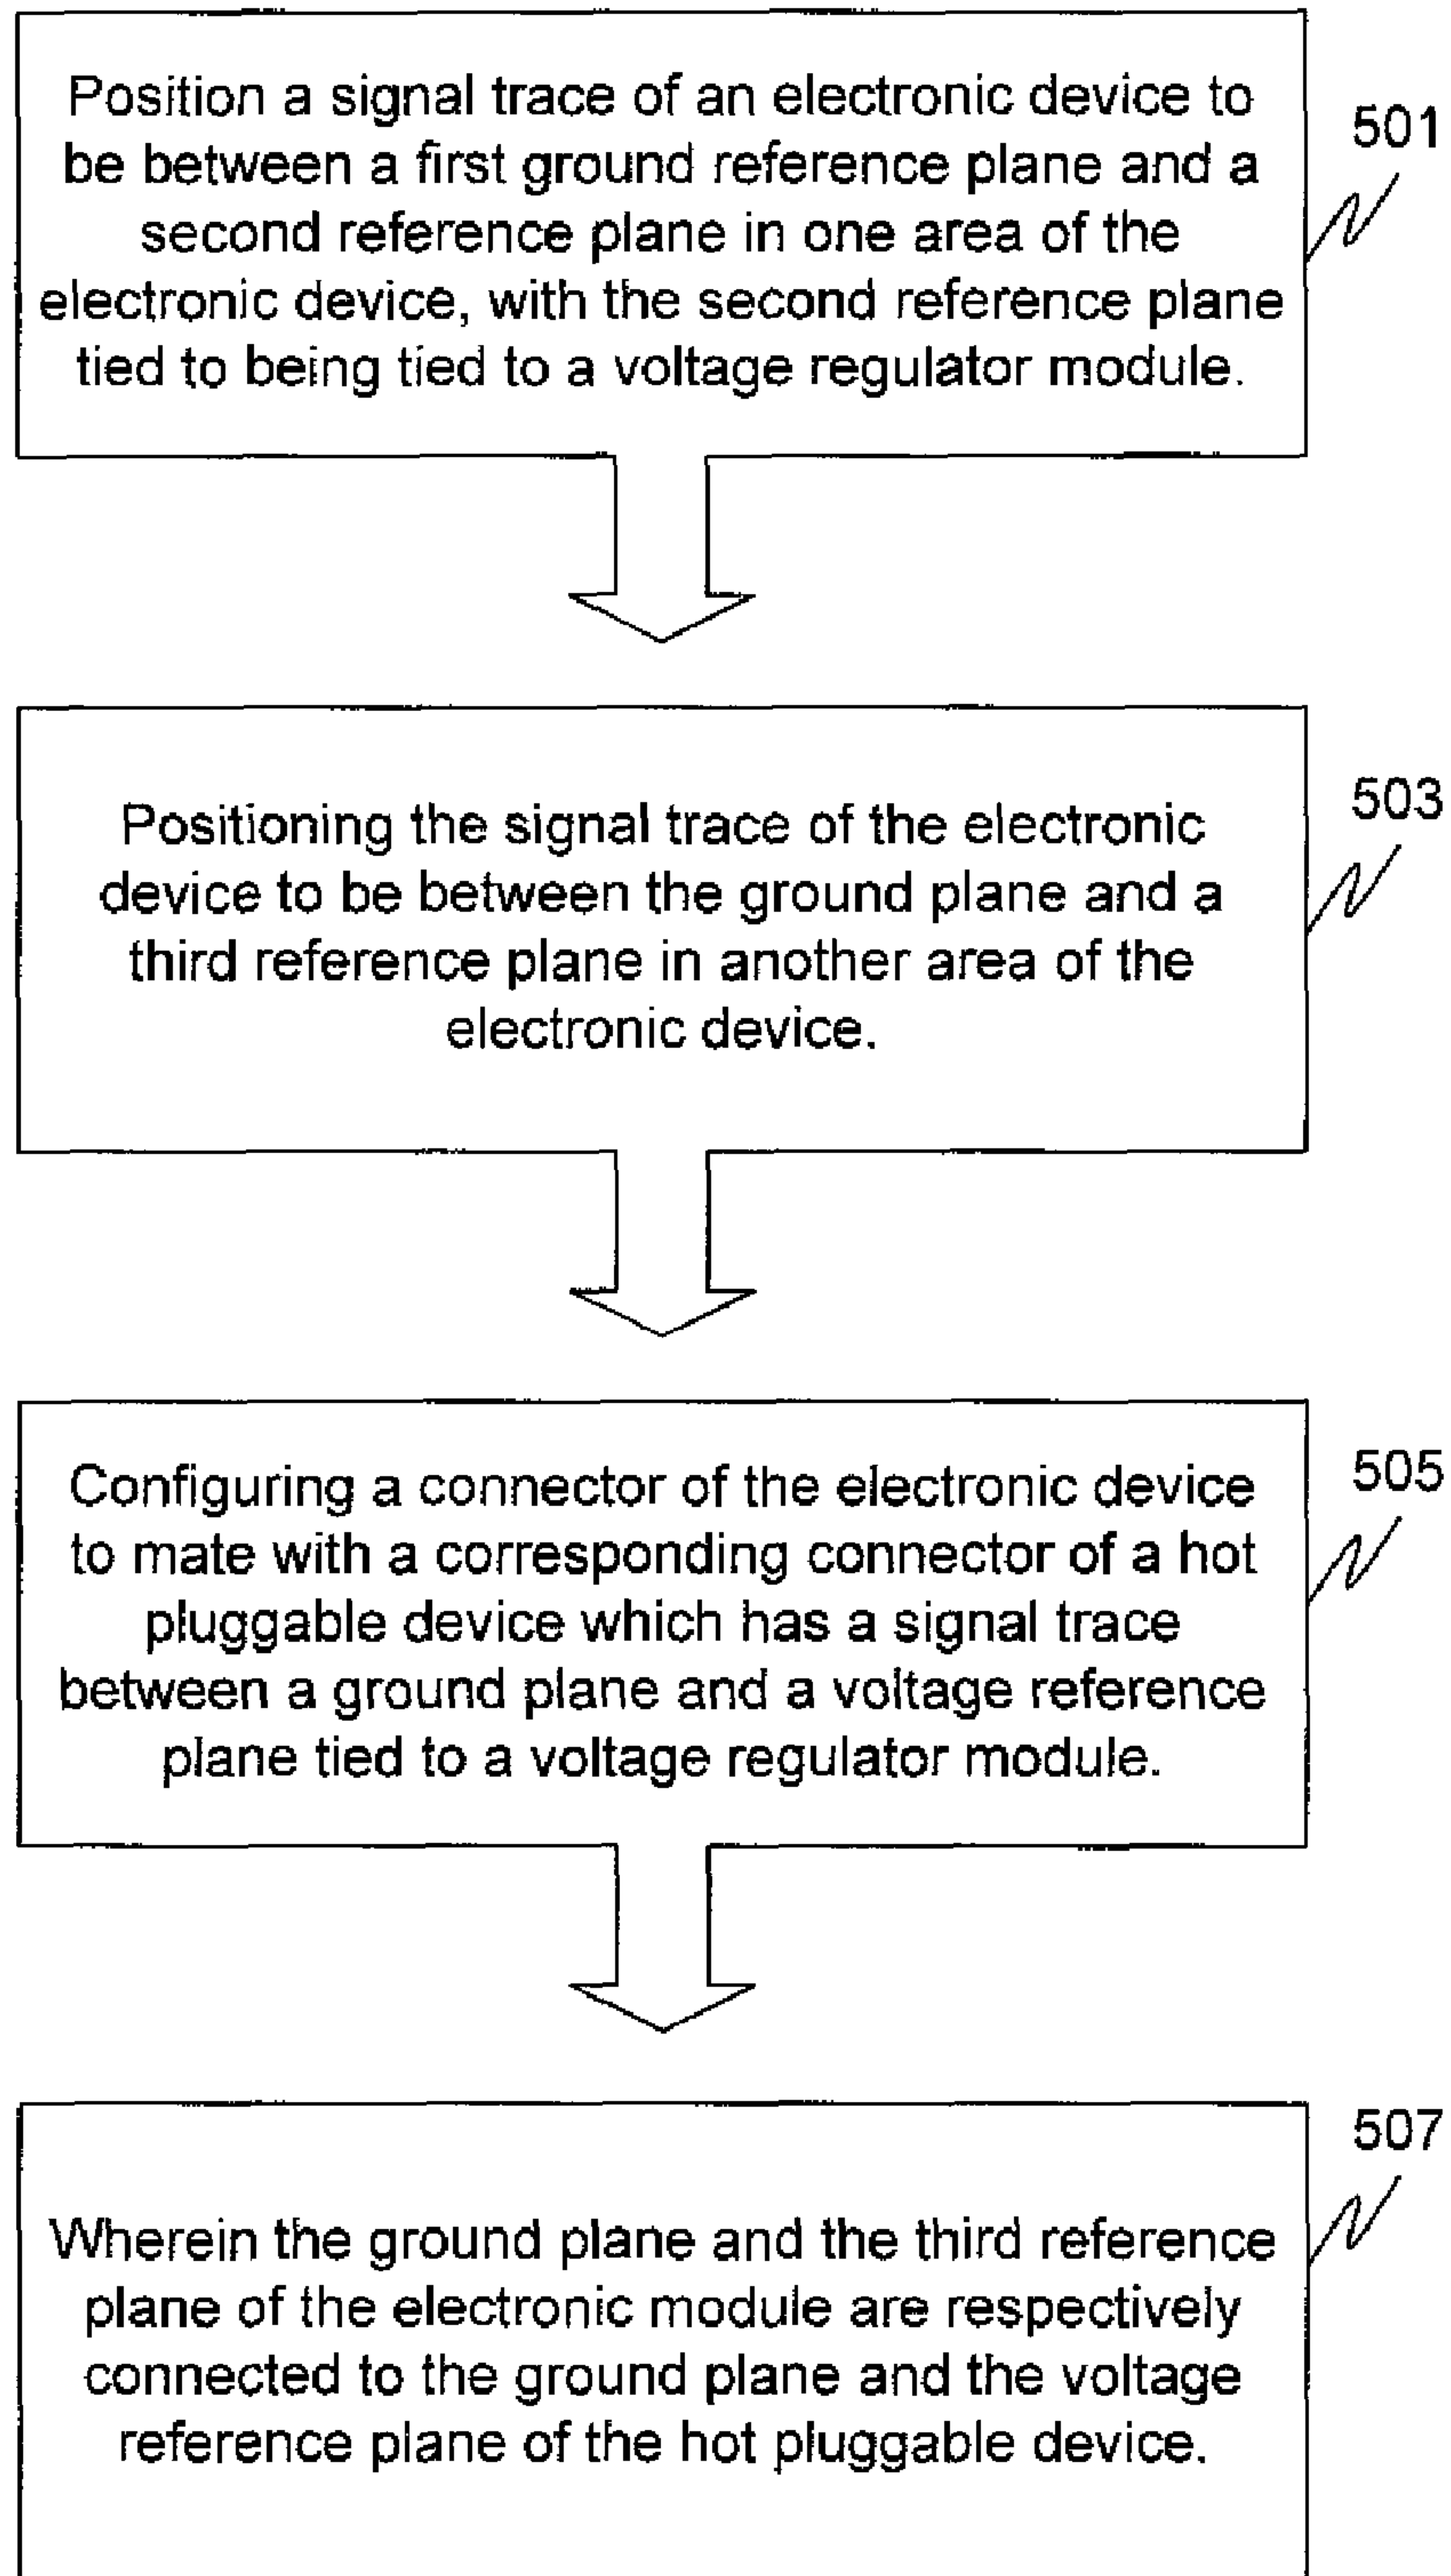 Position a signal trace of an electronic device to
be between a first ground reference plane and a
second reference plane in one area of the
electronic device, with the second reference plane
tied to being tied to a voltage regulator module.
501
Positioning the signal trace of the electronic
device to be between the ground plane and a
third reference plane in another area of the
electronic device.
503
Configuring a connector of the electronic device
to mate with a corresponding connector of a hot
pluggable device which has a signal trace
between a ground plane and a voltage reference
plane tied to a voltage regulator module.
505
Wherein the ground plane and the third reference
plane of the electronic module are respectively
connected to the ground plane and the voltage
reference plane of the hot pluggable device.
507